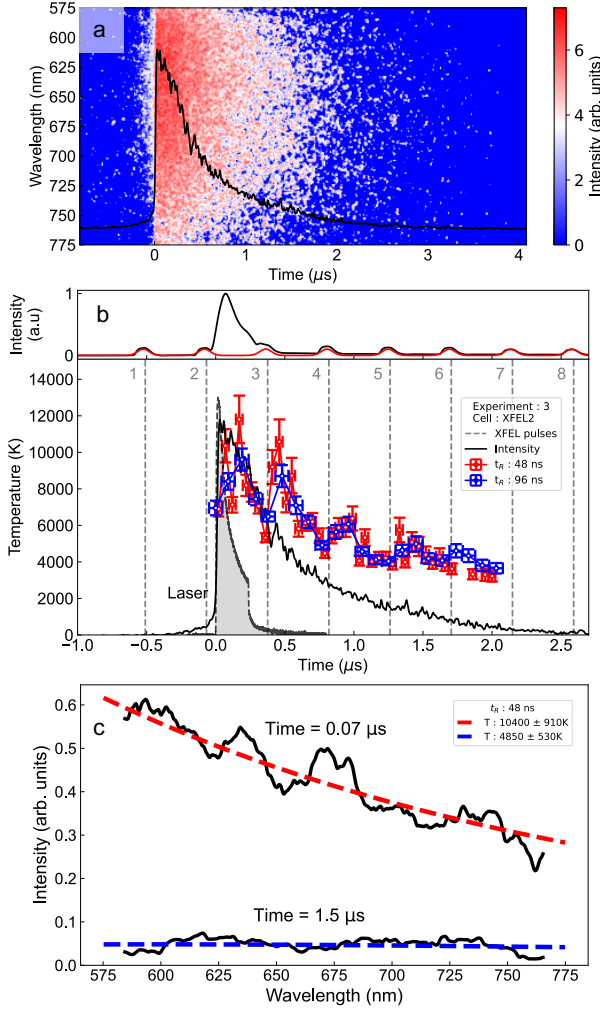 a
575
600
625
650
675
700
725
750
775
Wavelength (nm)
0
1
2
3
4
Time (μs)
6
4
2
0
Intensity (arb. units)
b
1
0
Intensity
(a.u)
1 2 3 4 5 6 7 8
14000
12000
10000
8000
6000
4000
2000
0
Temperature (K)
Experiment : 3
Cell : XFEL2
XFEL pulses
Intensity
tR : 48 ns
tR : 96 ns
Laser
−1.0 −0.5 0.0 0.5 1.0 1.5 2.0 2.5
Time (μs)
c
0.6
0.5
0.4
0.3
0.2
0.1
0.0
Intensity (arb. units)
tR : 48 ns
T : 10400 ± 910K
T : 4850 ± 530K
Time = 0.07 μs
Time = 1.5 μs
575 600 625 650 675 700 725 750 775
Wavelength (nm)